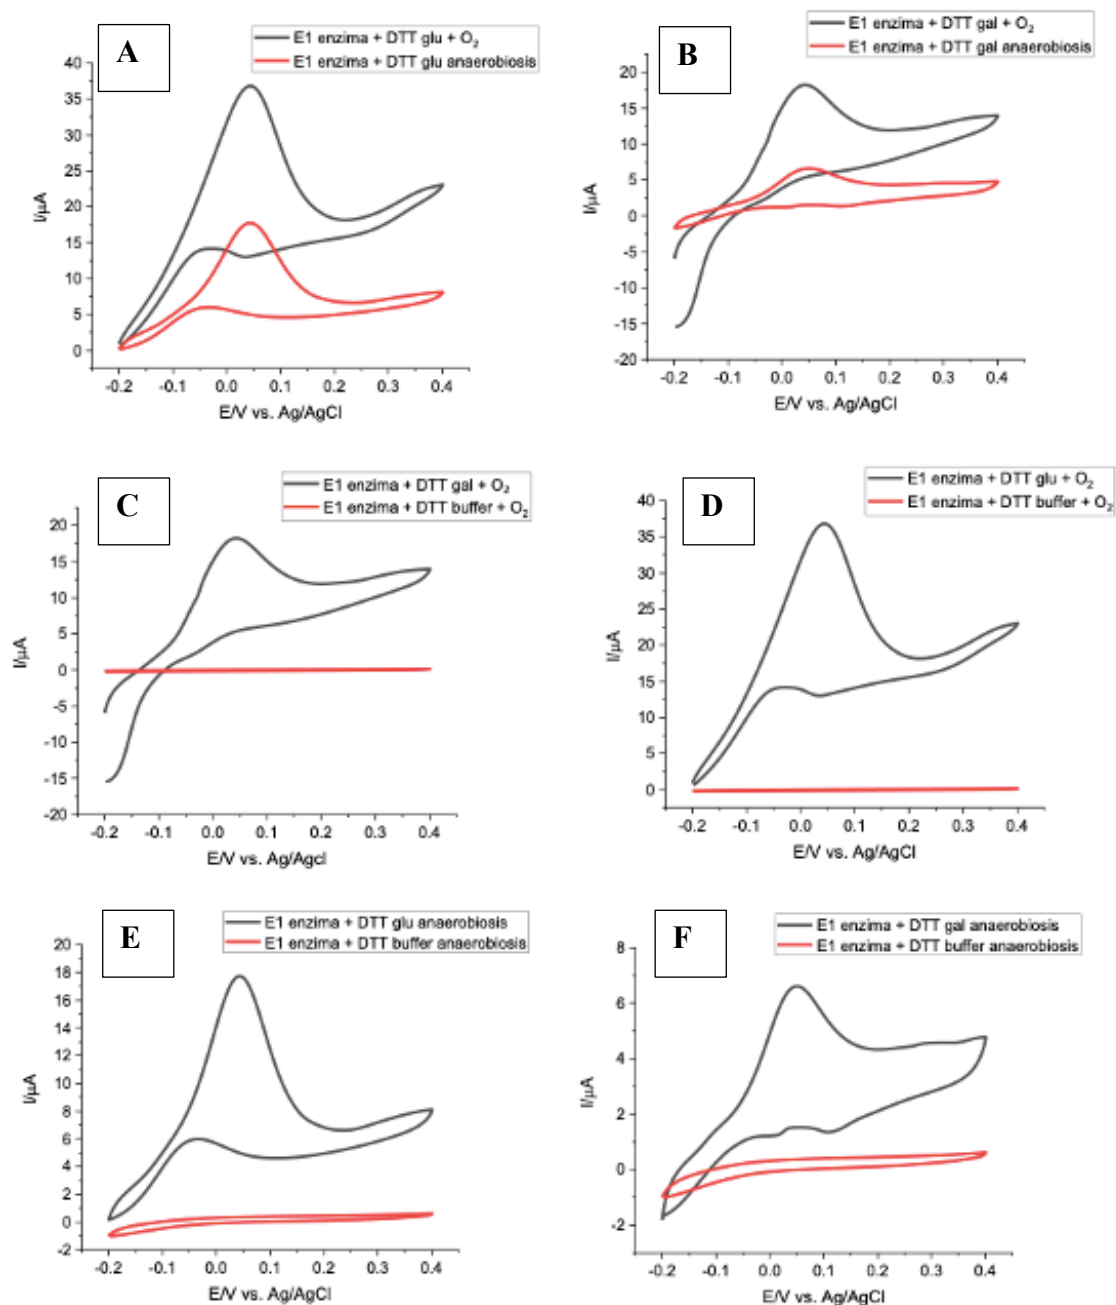 A
E1 enzima + DTT glu + O₂
E1 enzima + DTT glu anaerobiosis
40
35
30
25
20
15
10
5
0
I/µA
-0.2 -0.1 0.0 0.1 0.2 0.3 0.4
E/V vs. Ag/AgCl
B
E1 enzima + DTT gal + O₂
E1 enzima + DTT gal anaerobiosis
20
15
10
5
0
-5
-10
-15
-20
I/µA
-0.2 -0.1 0.0 0.1 0.2 0.3 0.4
E/V vs. Ag/AgCl
C
E1 enzima + DTT gal + O₂
E1 enzima + DTT buffer + O₂
20
15
10
5
0
-5
-10
-15
-20
I/µA
-0.2 -0.1 0.0 0.1 0.2 0.3 0.4
E/V vs. Ag/AgCl
D
E1 enzima + DTT glu + O₂
E1 enzima + DTT buffer + O₂
40
35
30
25
20
15
10
5
0
I/µA
-0.2 -0.1 0.0 0.1 0.2 0.3 0.4
E/V vs. Ag/AgCl
E
E1 enzima + DTT glu anaerobiosis
E1 enzima + DTT buffer anaerobiosis
20
18
16
14
12
10
8
6
4
2
0
-2
I/µA
-0.2 -0.1 0.0 0.1 0.2 0.3 0.4
E/V vs. Ag/AgCl
F
E1 enzima + DTT gal anaerobiosis
E1 enzima + DTT buffer anaerobiosis
8
6
4
2
0
-2
I/µA
-0.2 -0.1 0.0 0.1 0.2 0.3 0.4
E/V vs. Ag/AgCl